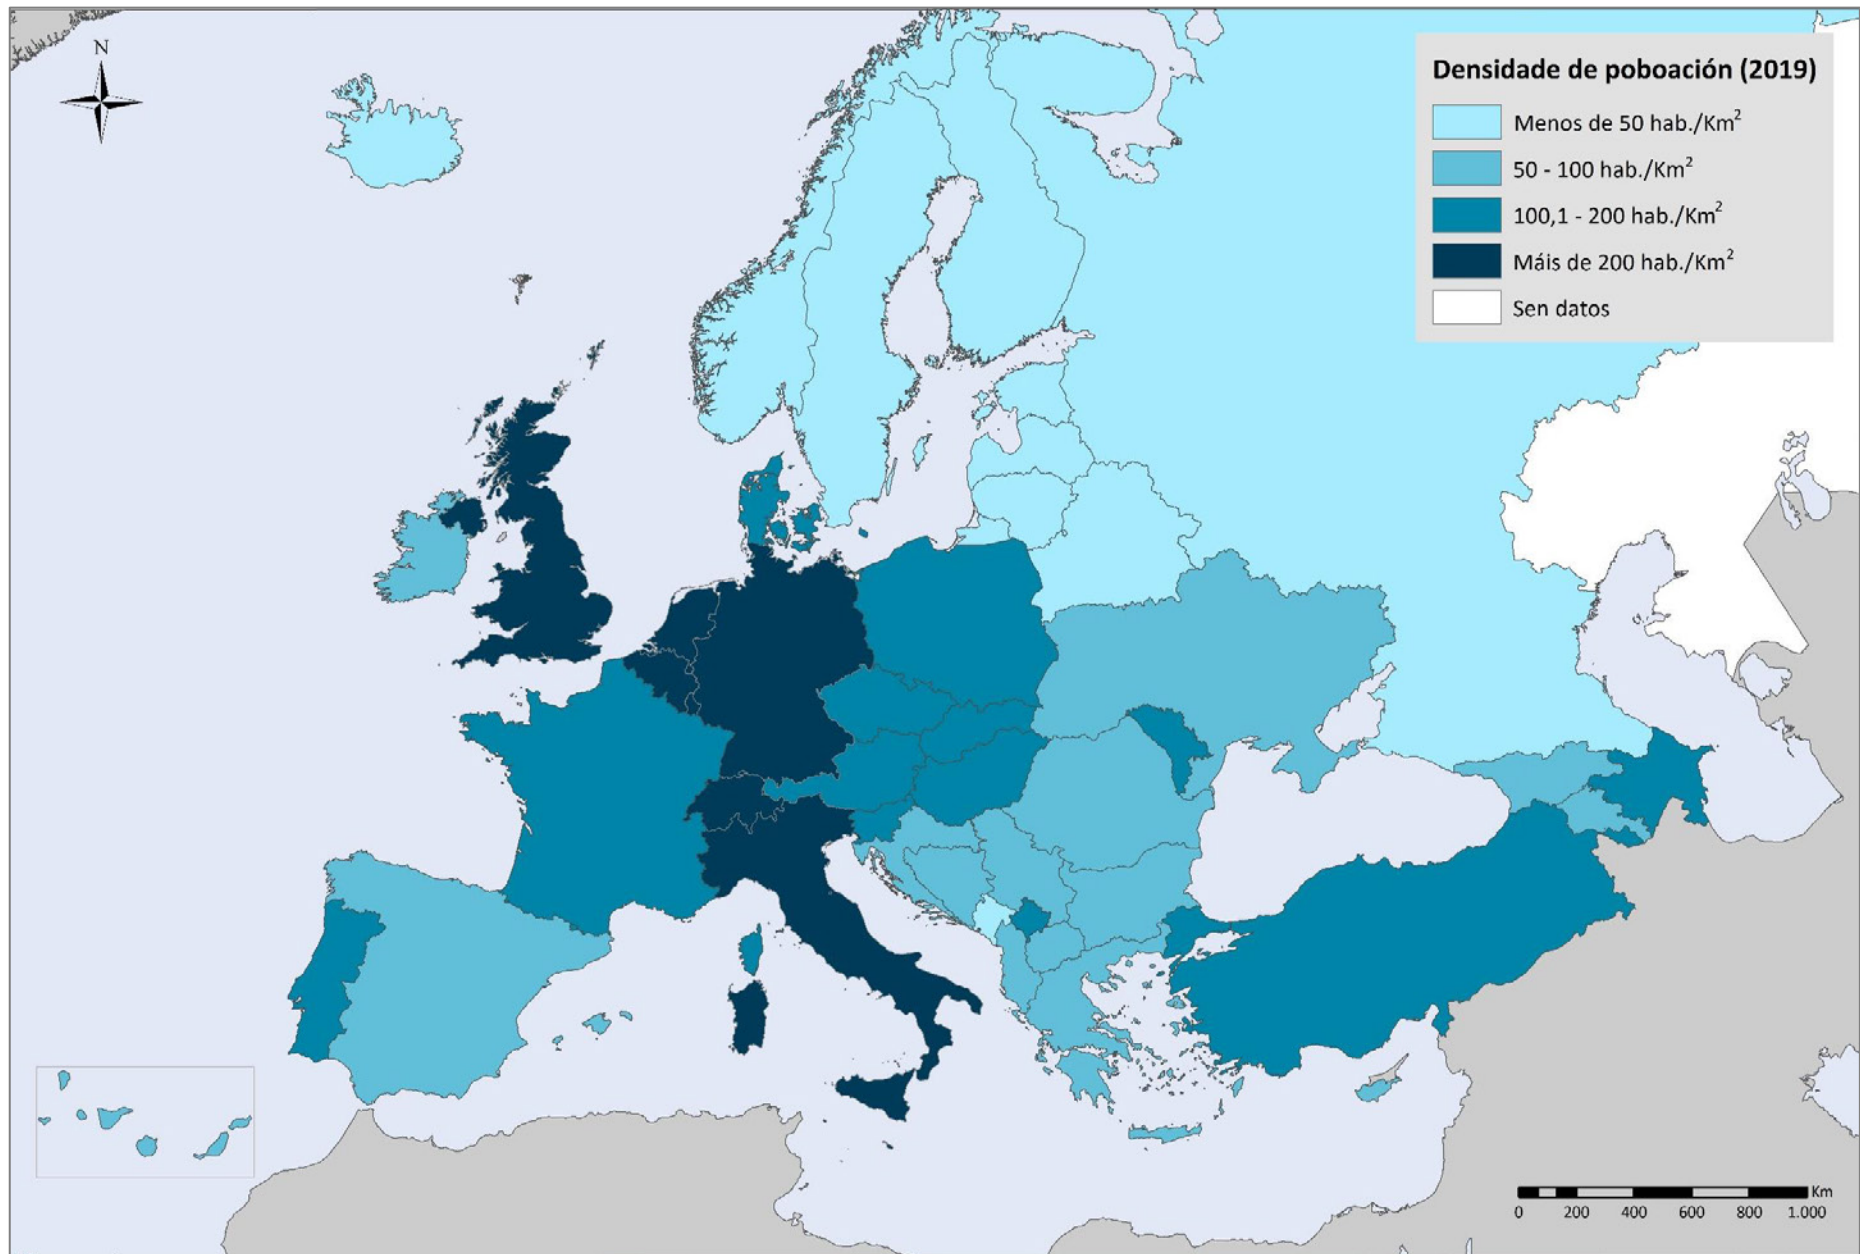 N
Densidade de poboación (2019)
Menos de 50 hab./Km²
50 - 100 hab./Km²
100,1 - 200 hab./Km²
Máis de 200 hab./Km²
Sen datos
Km
0 200 400 600 800 1.000